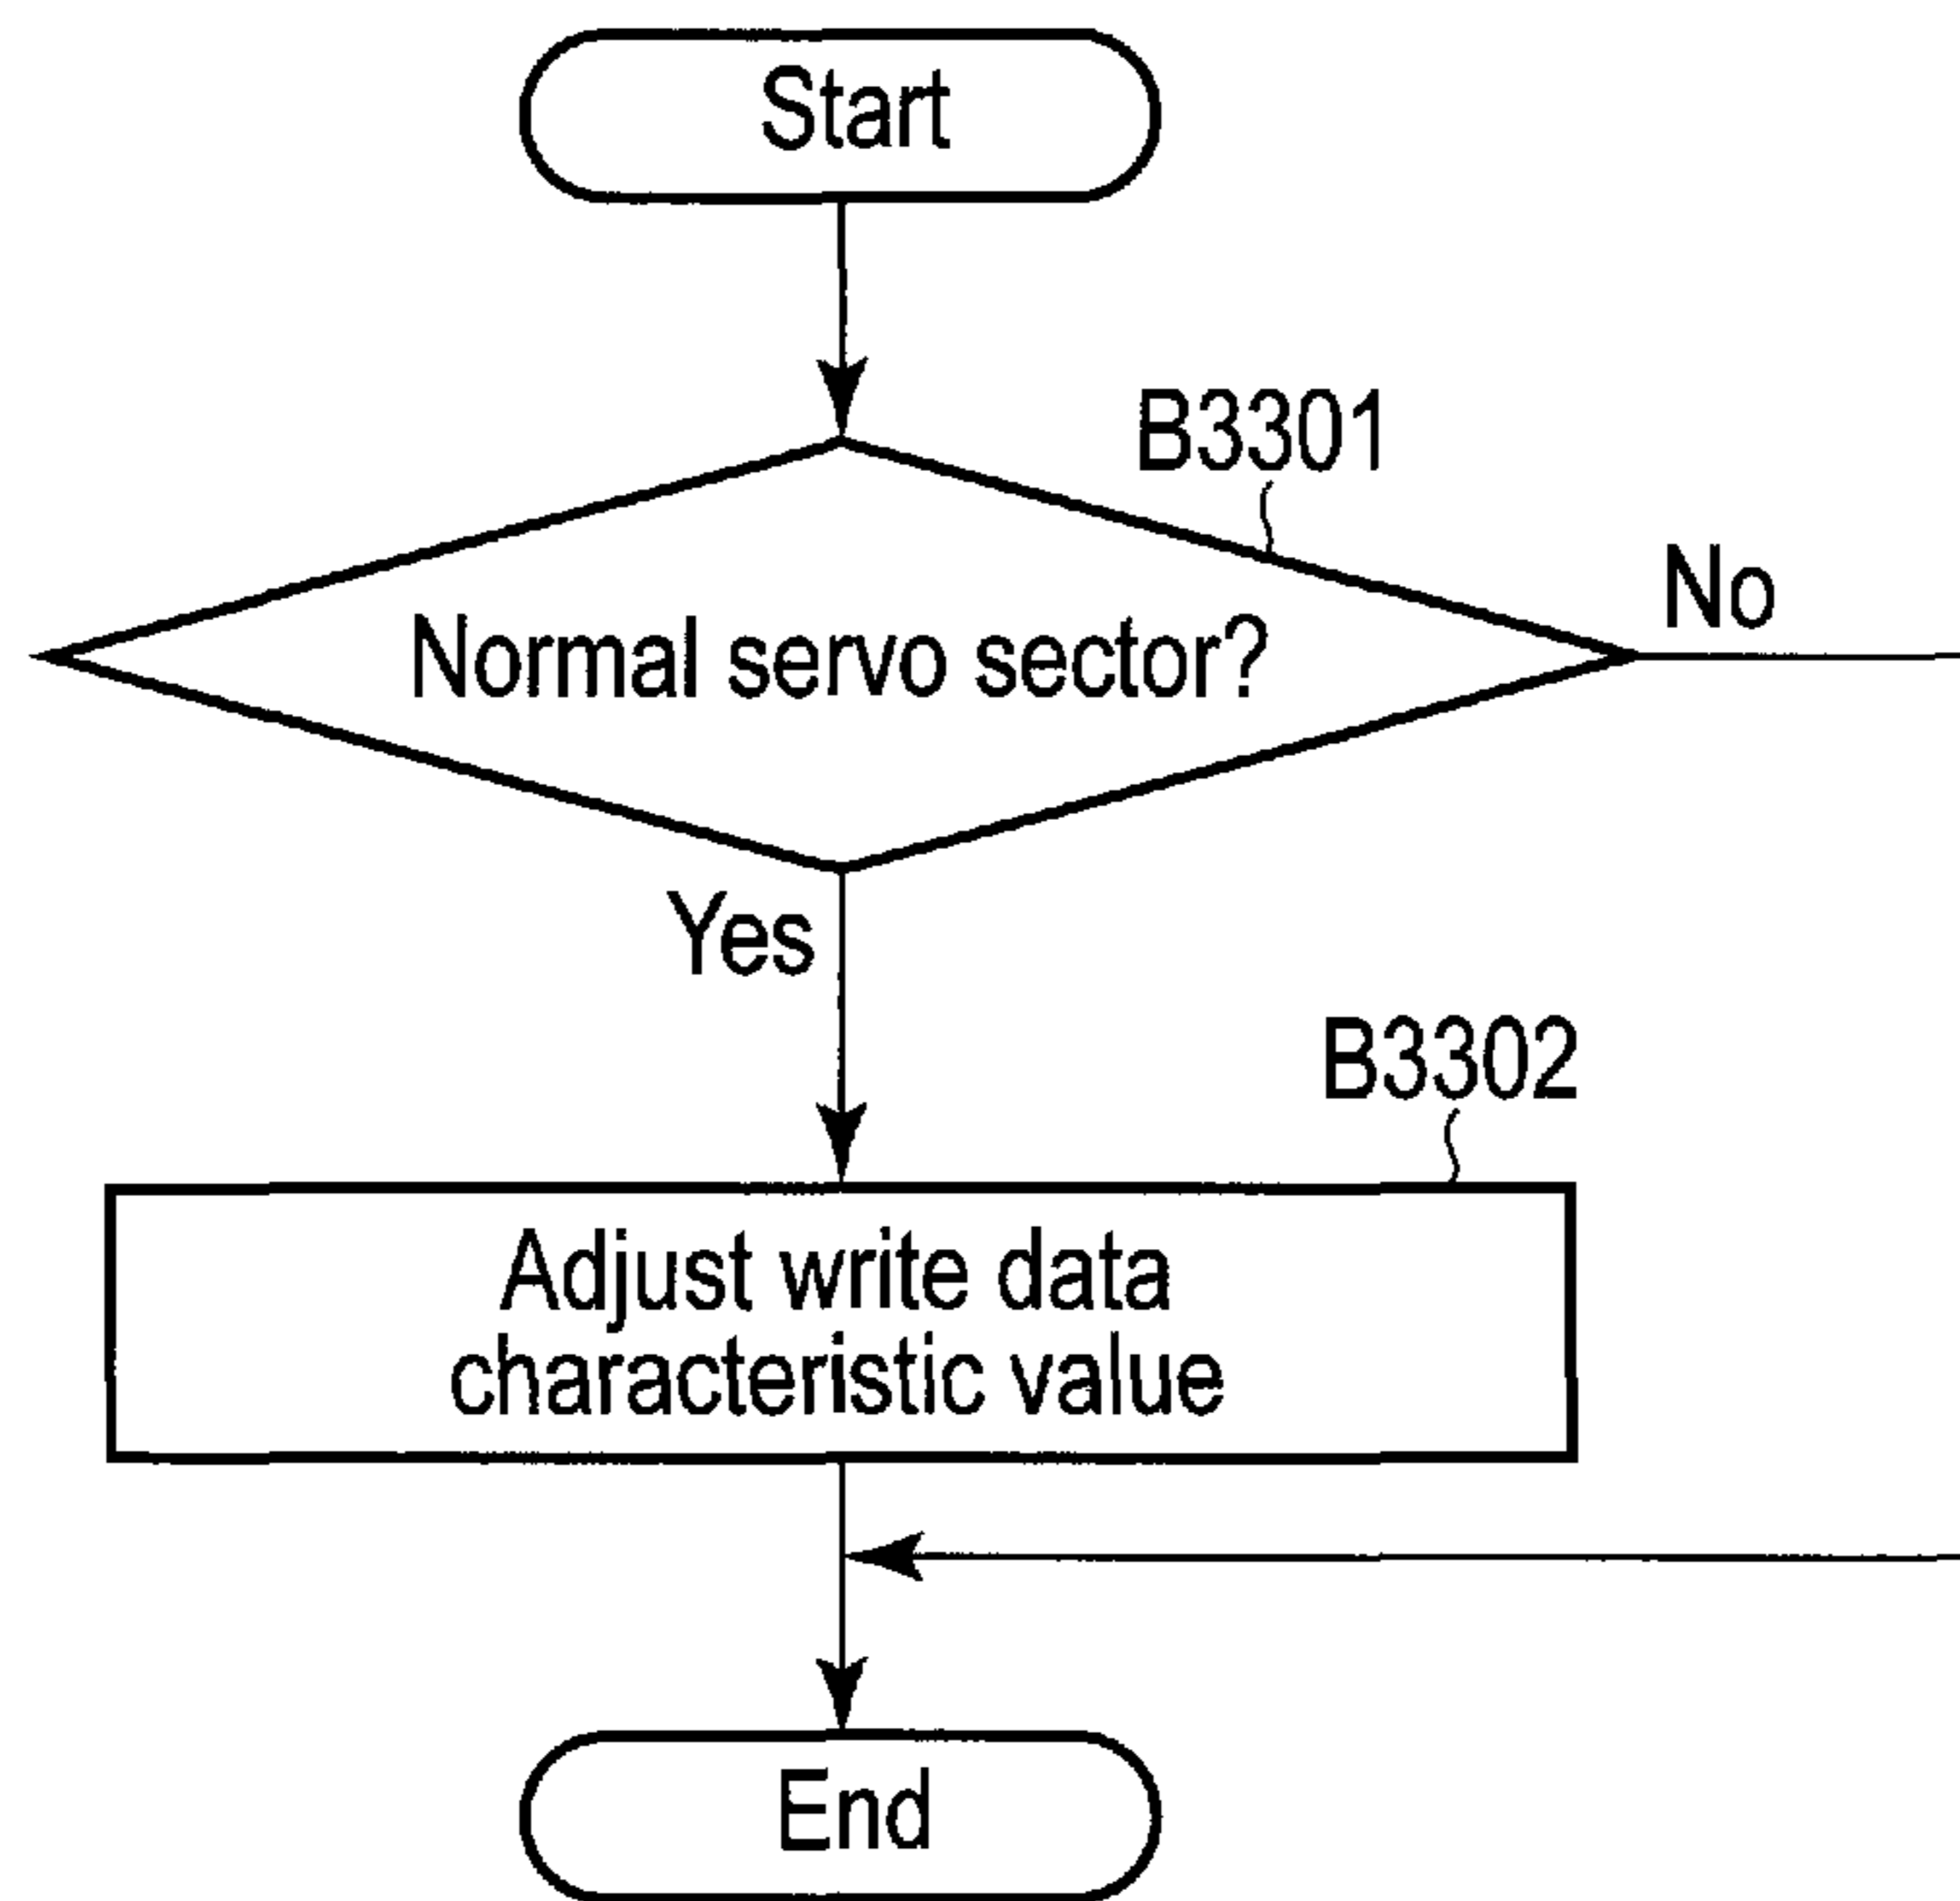 Start
B3301
No
Normal servo sector?
Yes
B3302
Adjust write data
characteristic value
End